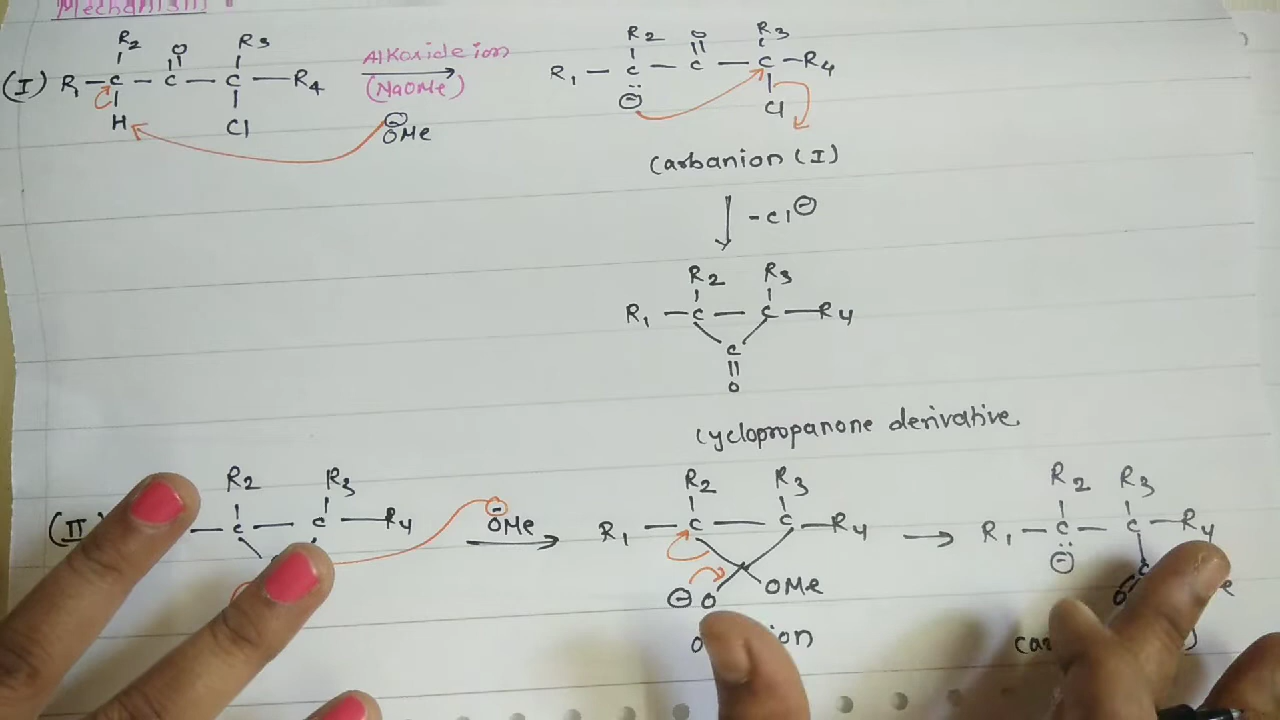 Mechanism :
(I) R₁ – C – C – C – R₄
R₂ O R₃
H Cl
Alkoxide ion
(NaOMe)
⊖OMe
R₂ O R₃
R₁ – C – C – C – R₄
⊖ Cl
Carbanion (I)
- Cl⊖
R₂ R₃
R₁ – C – C – R₄
C
O
Cyclopropanone derivative
R₂ R₃
(II) – C – C – R₄
⊖OMe
R₂ R₃
R₁ – C – C – R₄
⊖O OMe
R₂ R₃
R₁ – C – C – R₄
⊖ C
O